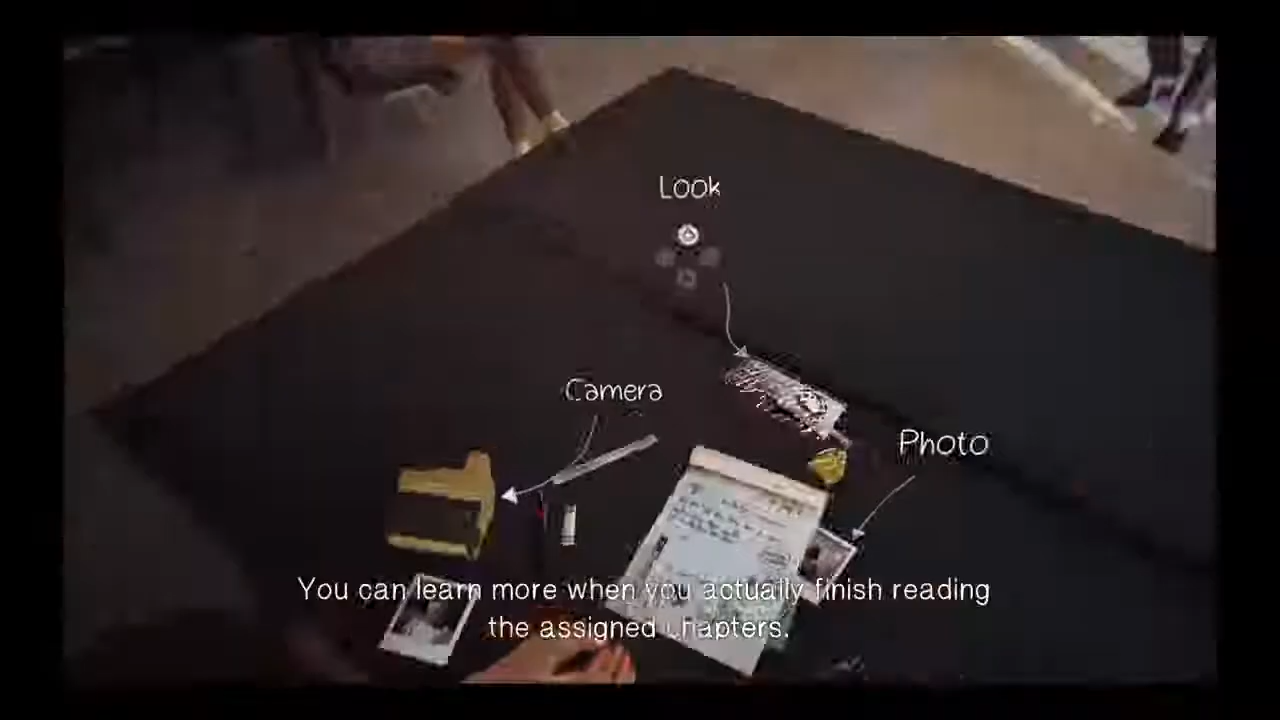 Look
Camera
Photo
You can learn more when you actually finish reading
the assigned chapters.